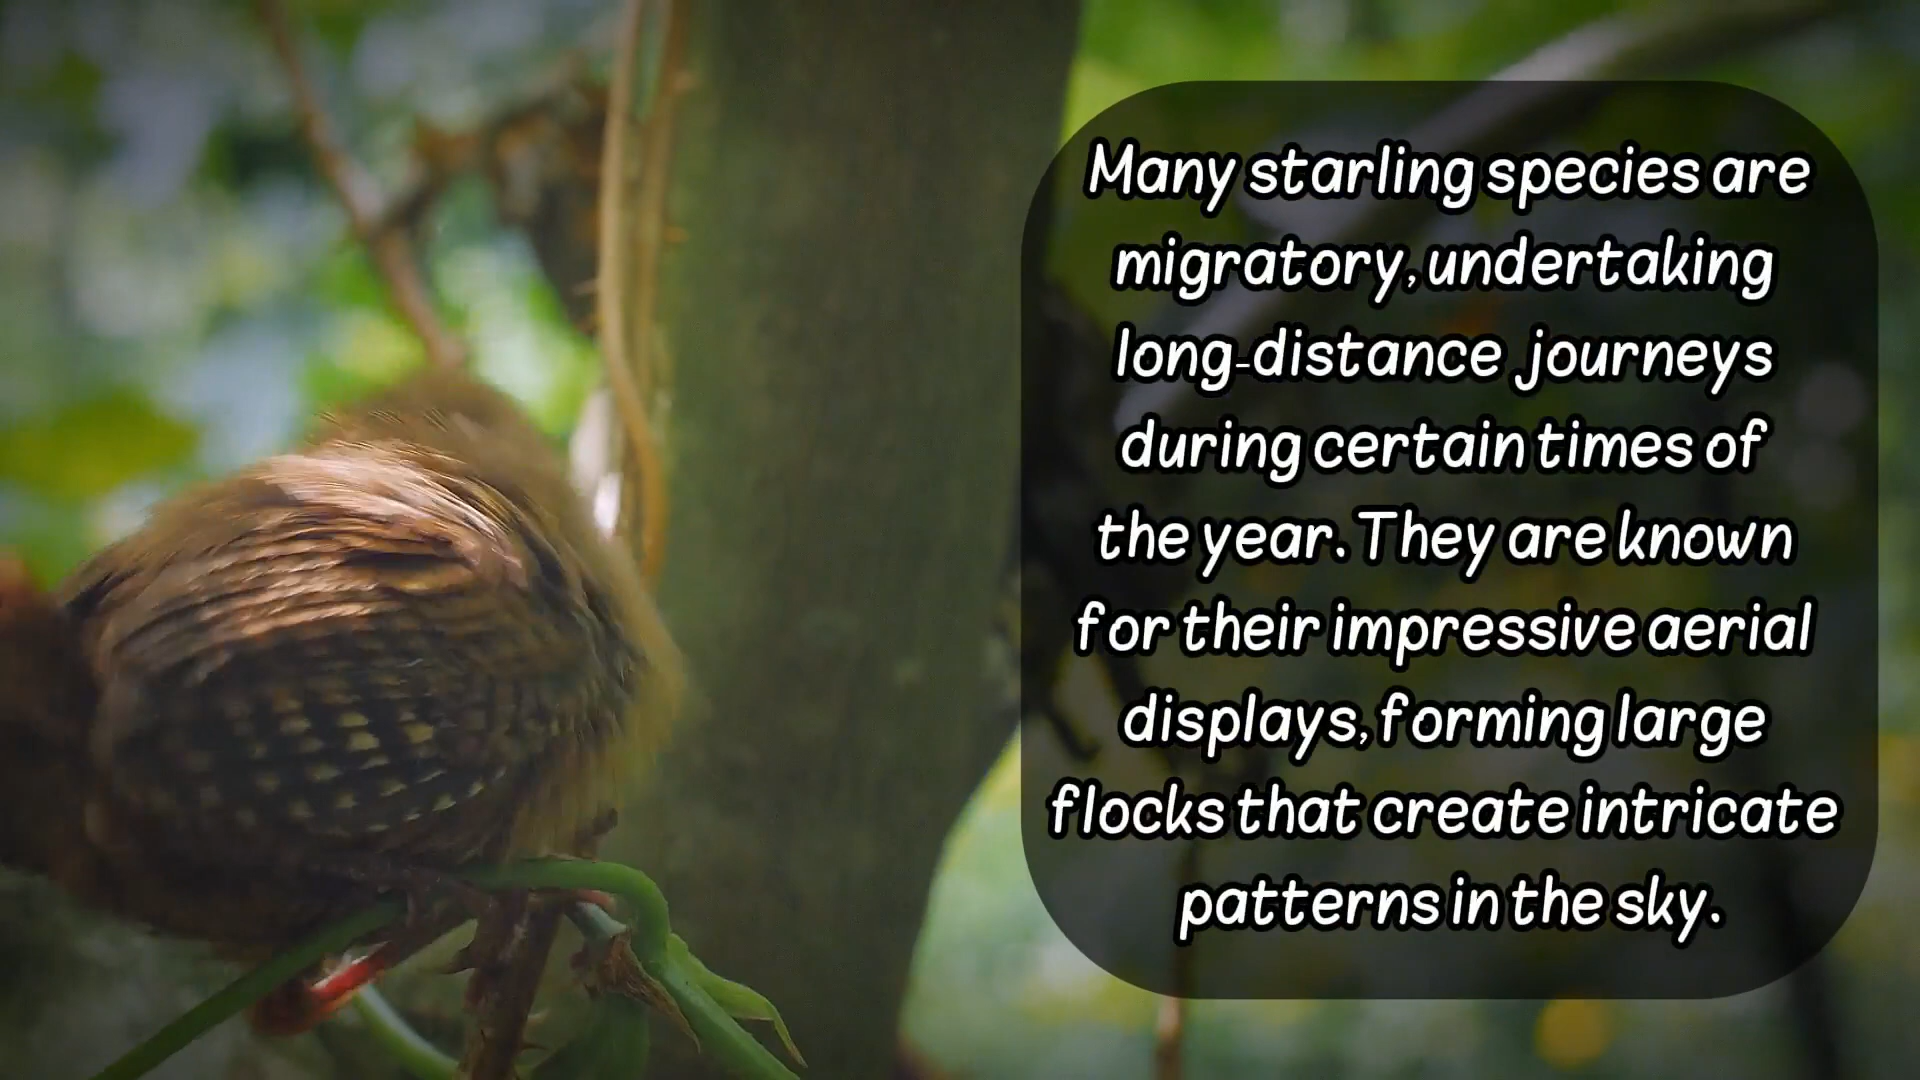 Many starling species are
migratory, undertaking
long-distance journeys
during certain times of
the year. They are known
for their impressive aerial
displays, forming large
flocks that create intricate
patterns in the sky.